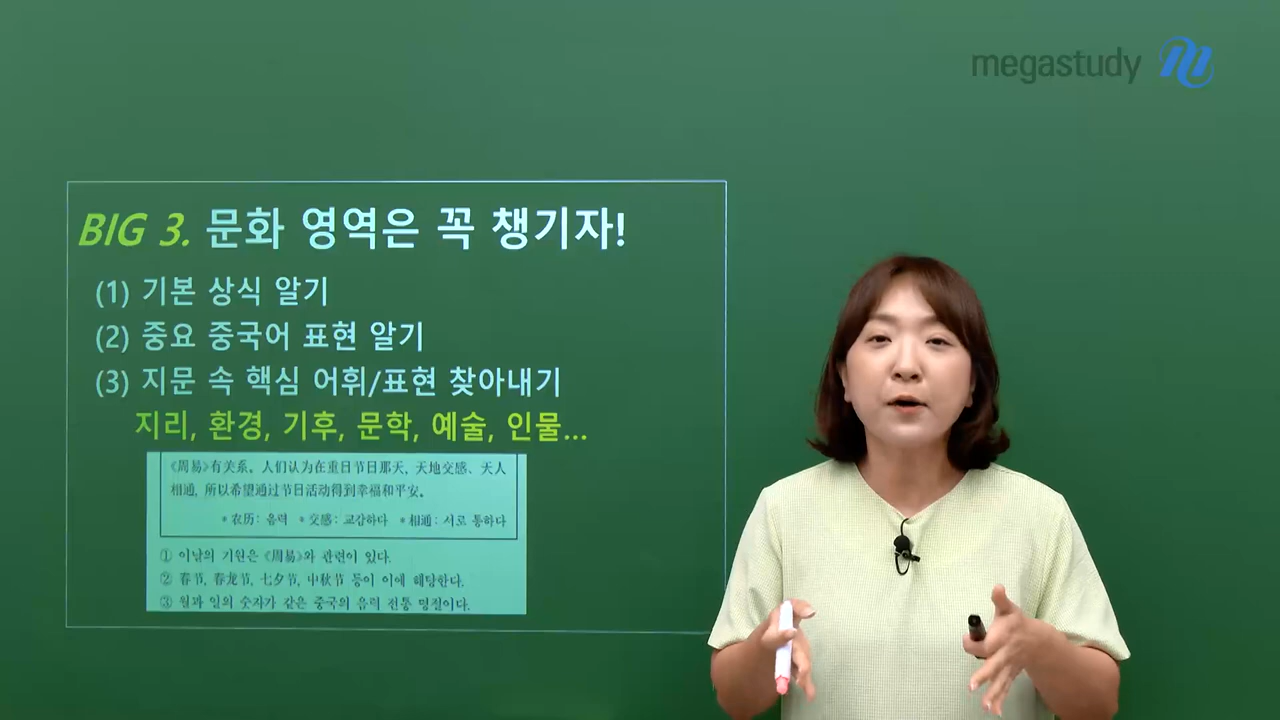 megastudy
BIG 3. 문화 영역은 꼭 챙기자!
(1) 기본 상식 알기
(2) 중요 중국어 표현 알기
(3) 지문 속 핵심 어휘/표현 찾아내기
지리, 환경, 기후, 문학, 예술, 인물...
《周易》有关系。人们认为在重日节日那天, 天地交感、天人
相通, 所以希望通过节日活动得到幸福和平安。
*农历: 음력 *交感: 교감하다 *相通: 서로 통하다
① 이날의 기원은 《周易》와 관련이 있다.
② 春节, 春龙节, 七夕节, 中秋节 등이 이에 해당한다.
③ 월과 일의 숫자가 같은 중국의 음력 전통 명절이다.